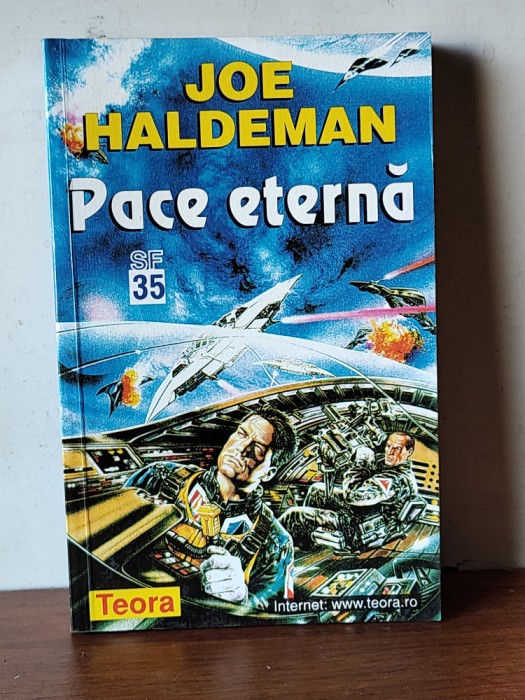 JOE
HALDEMAN
Pace eternă
SF
35
Teora
Internet: www.teora.ro